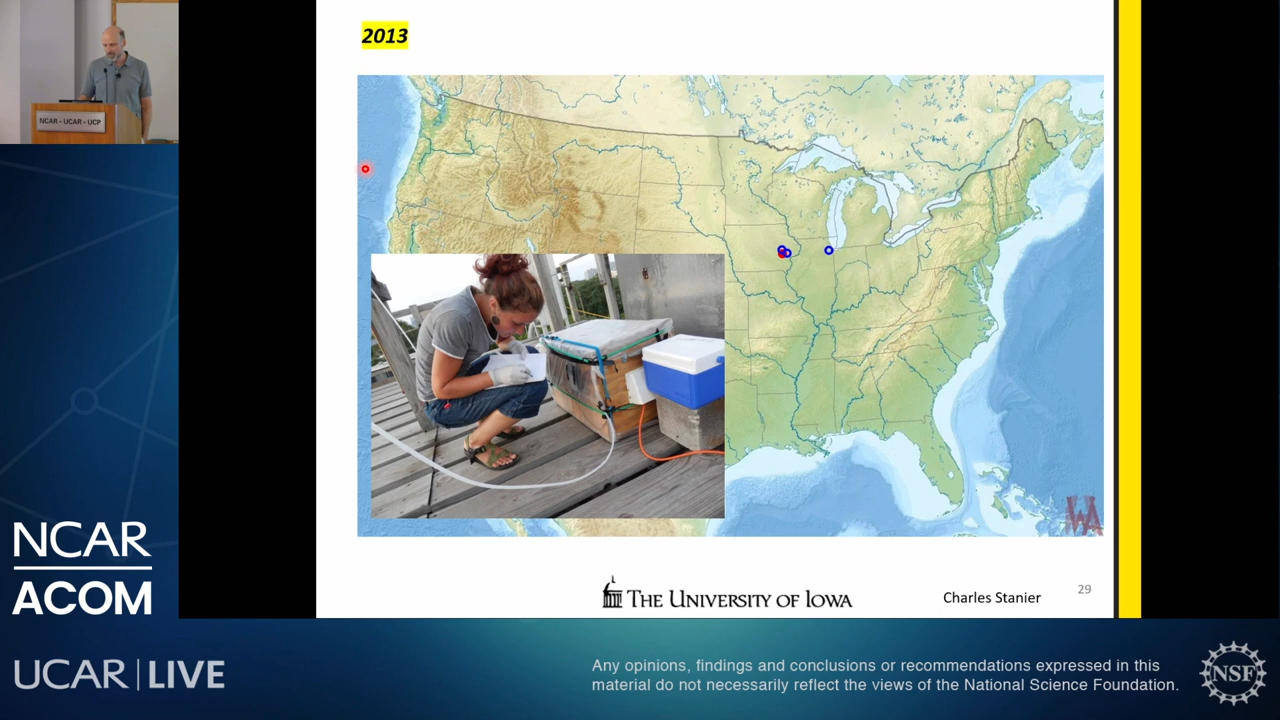 2013
NCAR • UCAR • UCP
WA
THE UNIVERSITY OF IOWA
Charles Stanier
29
NCAR
ACOM
UCAR | LIVE
Any opinions, findings and conclusions or recommendations expressed in this
material do not necessarily reflect the views of the National Science Foundation.
NSF